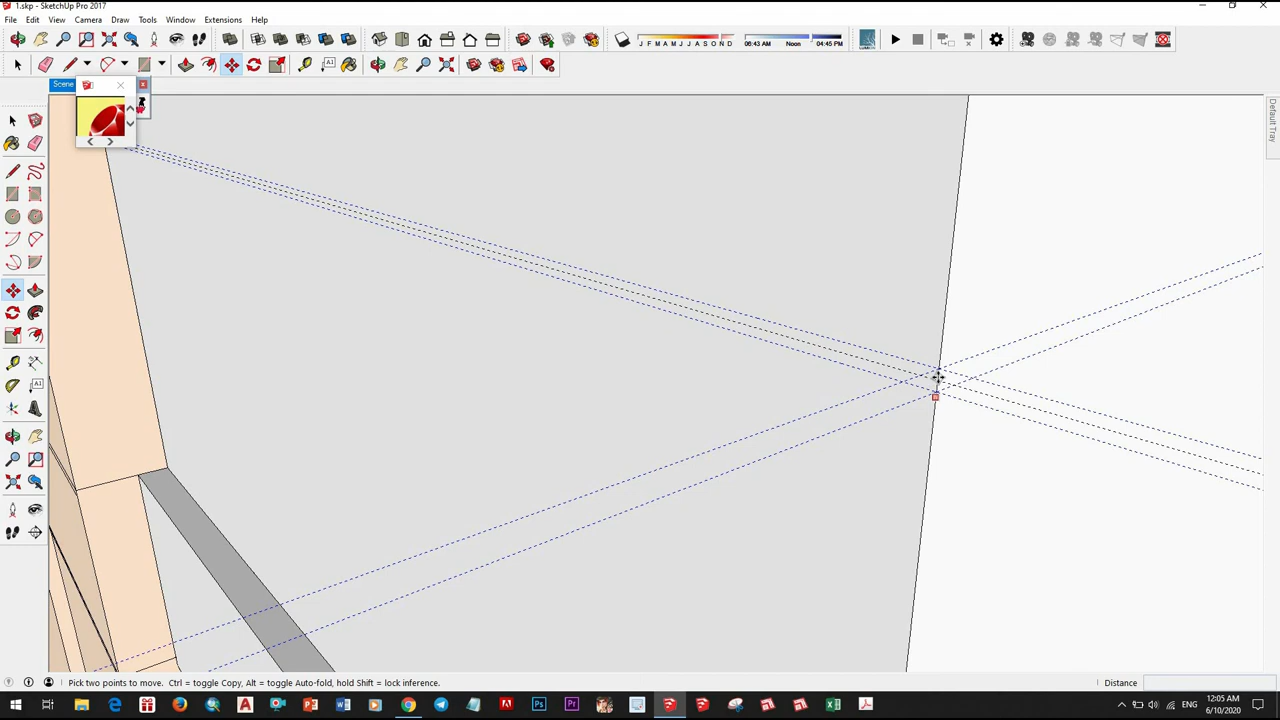 1.skp - SketchUp Pro 2017
File Edit View Camera Draw Tools Window Extensions Help
J F M A M J J A S O N D
06:43 AM Noon 04:45 PM
Scene
Default Tray
Pick two points to move. Ctrl = toggle Copy, Alt = toggle Auto-fold, hold Shift = lock inference.
Distance
ENG
12:05 AM
6/10/2020